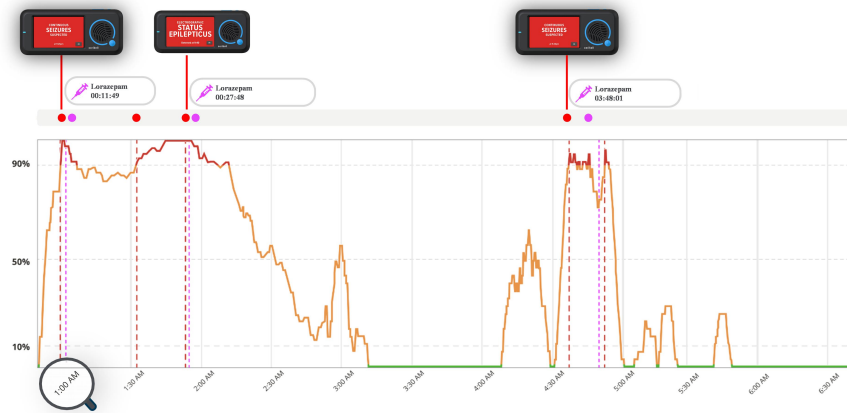 CONTINUOUS
SEIZURES
SUSPECTED
ELECTROGRAPHIC
STATUS
EPILEPTICUS
CONTINUOUS
SEIZURES
SUSPECTED
Lorazepam
00:11:49
Lorazepam
00:27:48
Lorazepam
03:48:01
90%
50%
10%
1:00 AM
1:30 AM
2:00 AM
2:30 AM
3:00 AM
3:30 AM
4:00 AM
4:30 AM
5:00 AM
5:30 AM
6:00 AM
6:30 AM